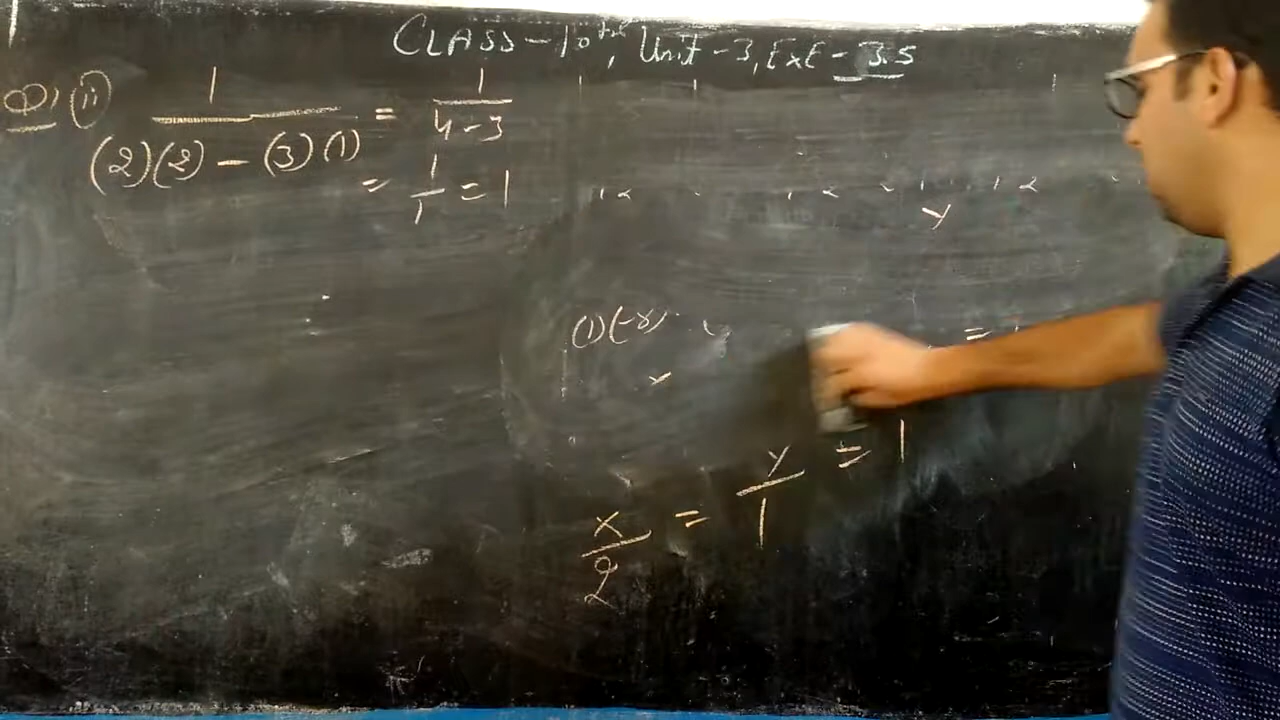 CLASS-10th, Unit-3, ExE-3.5
Q1 (ii) 1/((2)(2) - (3)(1)) = 1/(4-3)
= 1/1 = 1
y
(1)(-8)
x/2 = y/1 = 1